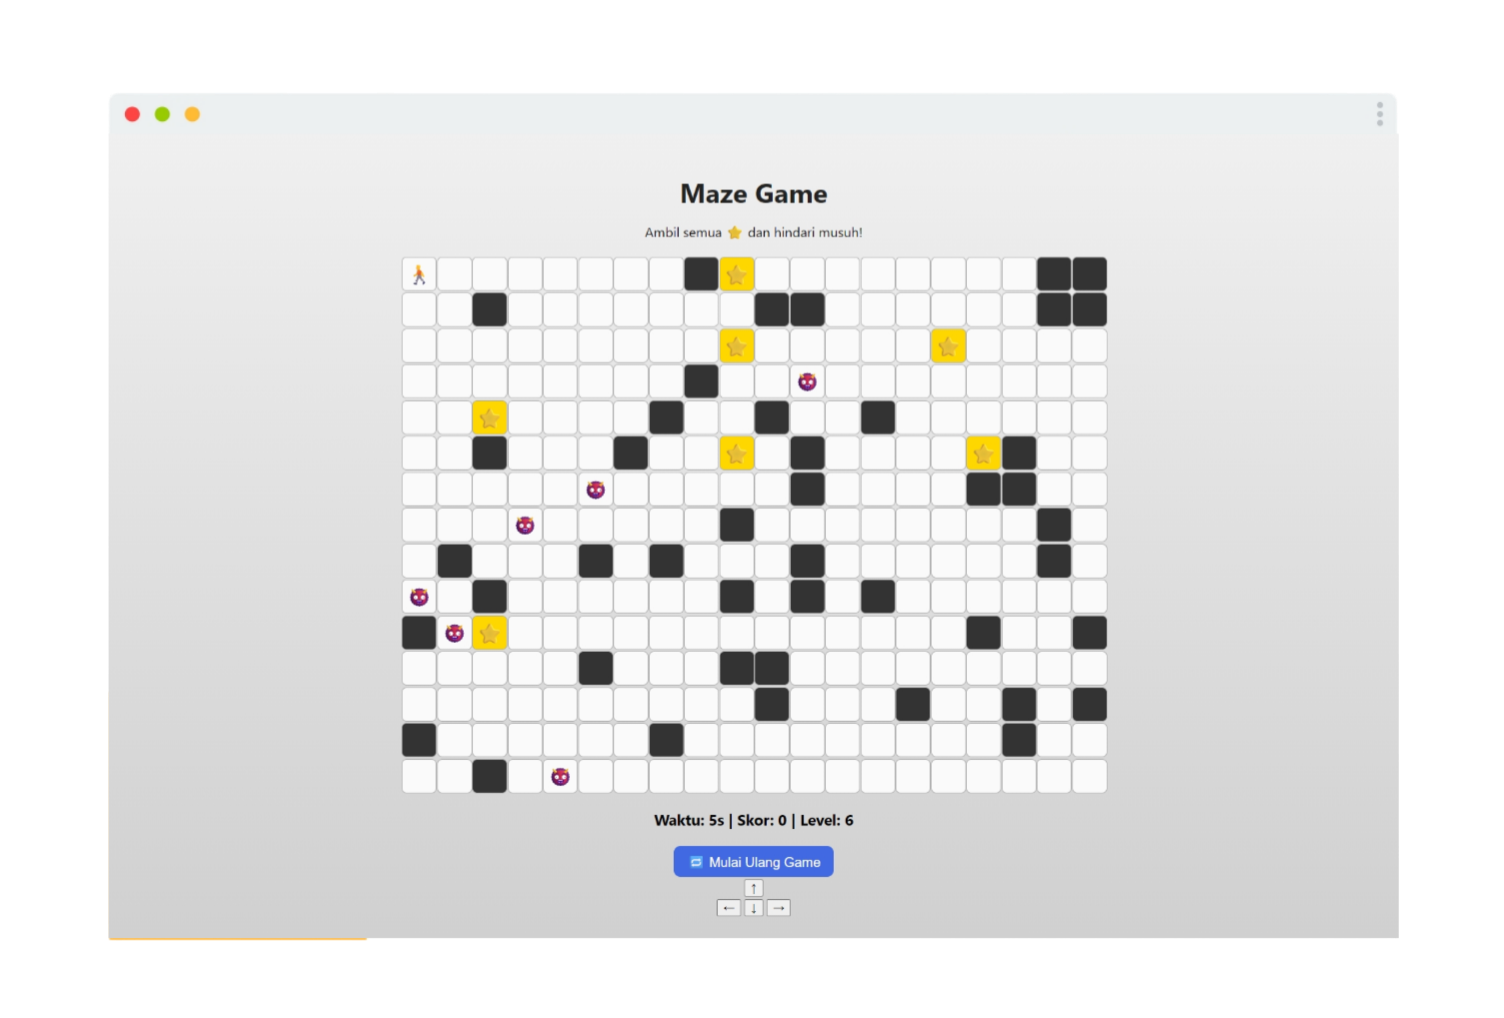 Maze Game
Ambil semua ⭐ dan hindari musuh!
Waktu: 5s | Skor: 0 | Level: 6
🔁 Mulai Ulang Game
↑
← ↓ →